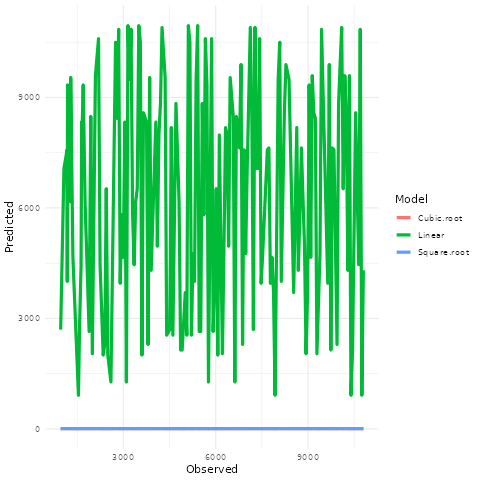 9000
6000
3000
0
Predicted
3000
6000
9000
Observed
Model
Cubic.root
Linear
Square.root